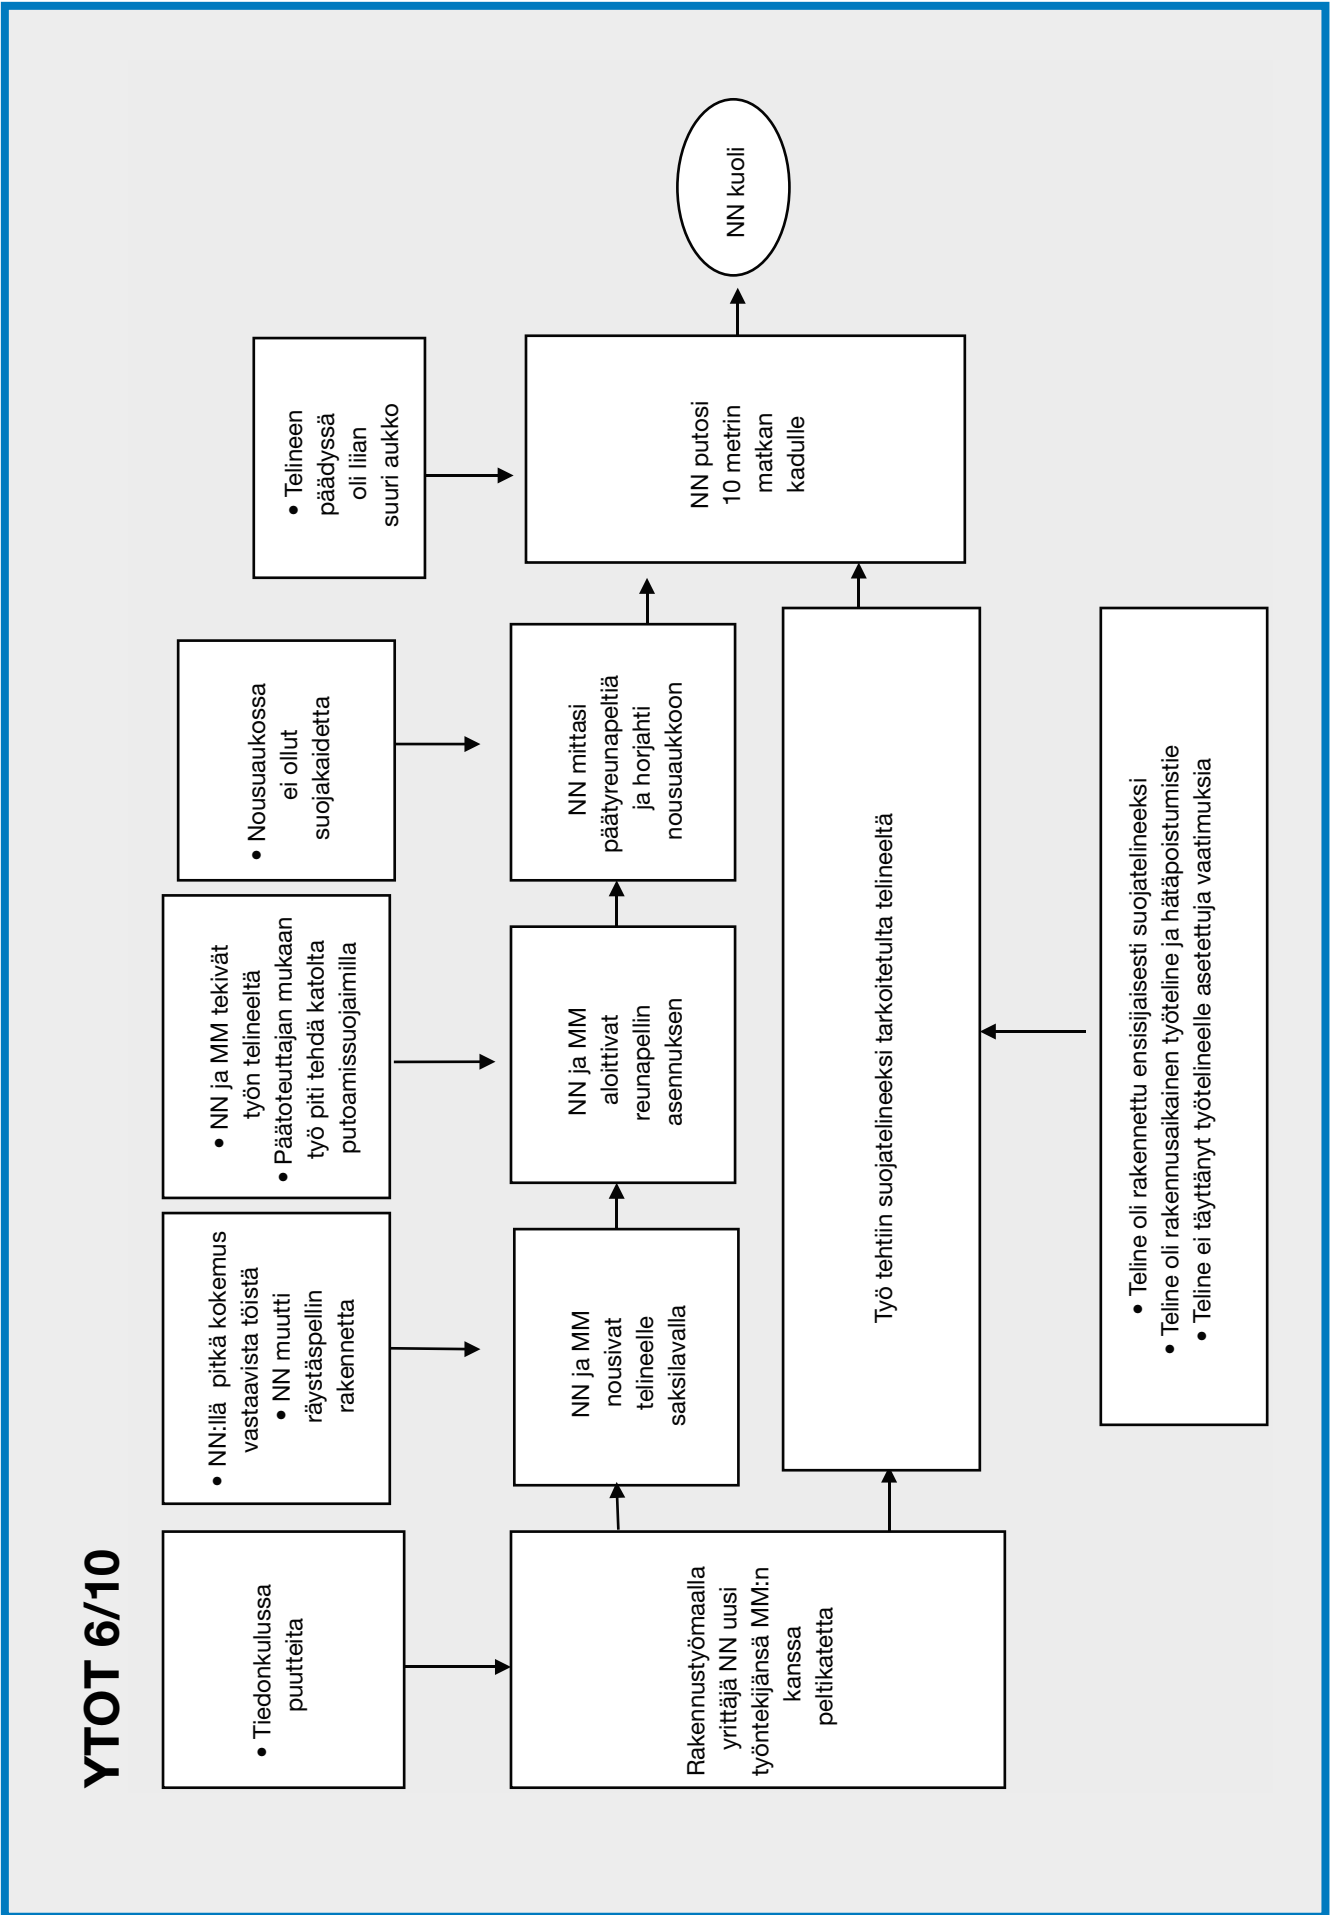 YTOT 6/10
• Tiedonkulussa
puutteita
• NN:llä pitkä kokemus
vastaavista töistä
• NN muutti
räystäspellin
rakennetta
• NN ja MM tekivät
työn telineeltä
• Päätoteuttajan mukaan
työ piti tehdä katolta
putoamissuojaimilla
• Nousuaukossa
ei ollut
suojakaidetta
• Telineen
päädyssä
oli liian
suuri aukko
Rakennustyömaalla
yrittäjä NN uusi
työntekijänsä MM:n
kanssa
peltikatetta
NN ja MM
nousivat
telineelle
saksilavalla
NN ja MM
aloittivat
reunapellin
asennuksen
NN mittasi
päätyreunapeltiä
ja horjahti
nousuaukkoon
NN putosi
10 metrin
matkan
kadulle
NN kuoli
Työ tehtiin suojatelineeksi tarkoitetulta telineeltä
• Teline oli rakennettu ensisijaisesti suojatelineeksi
• Teline oli rakennusaikainen työteline ja hätäpoistumistie
• Teline ei täyttänyt työtelineelle asetettuja vaatimuksia